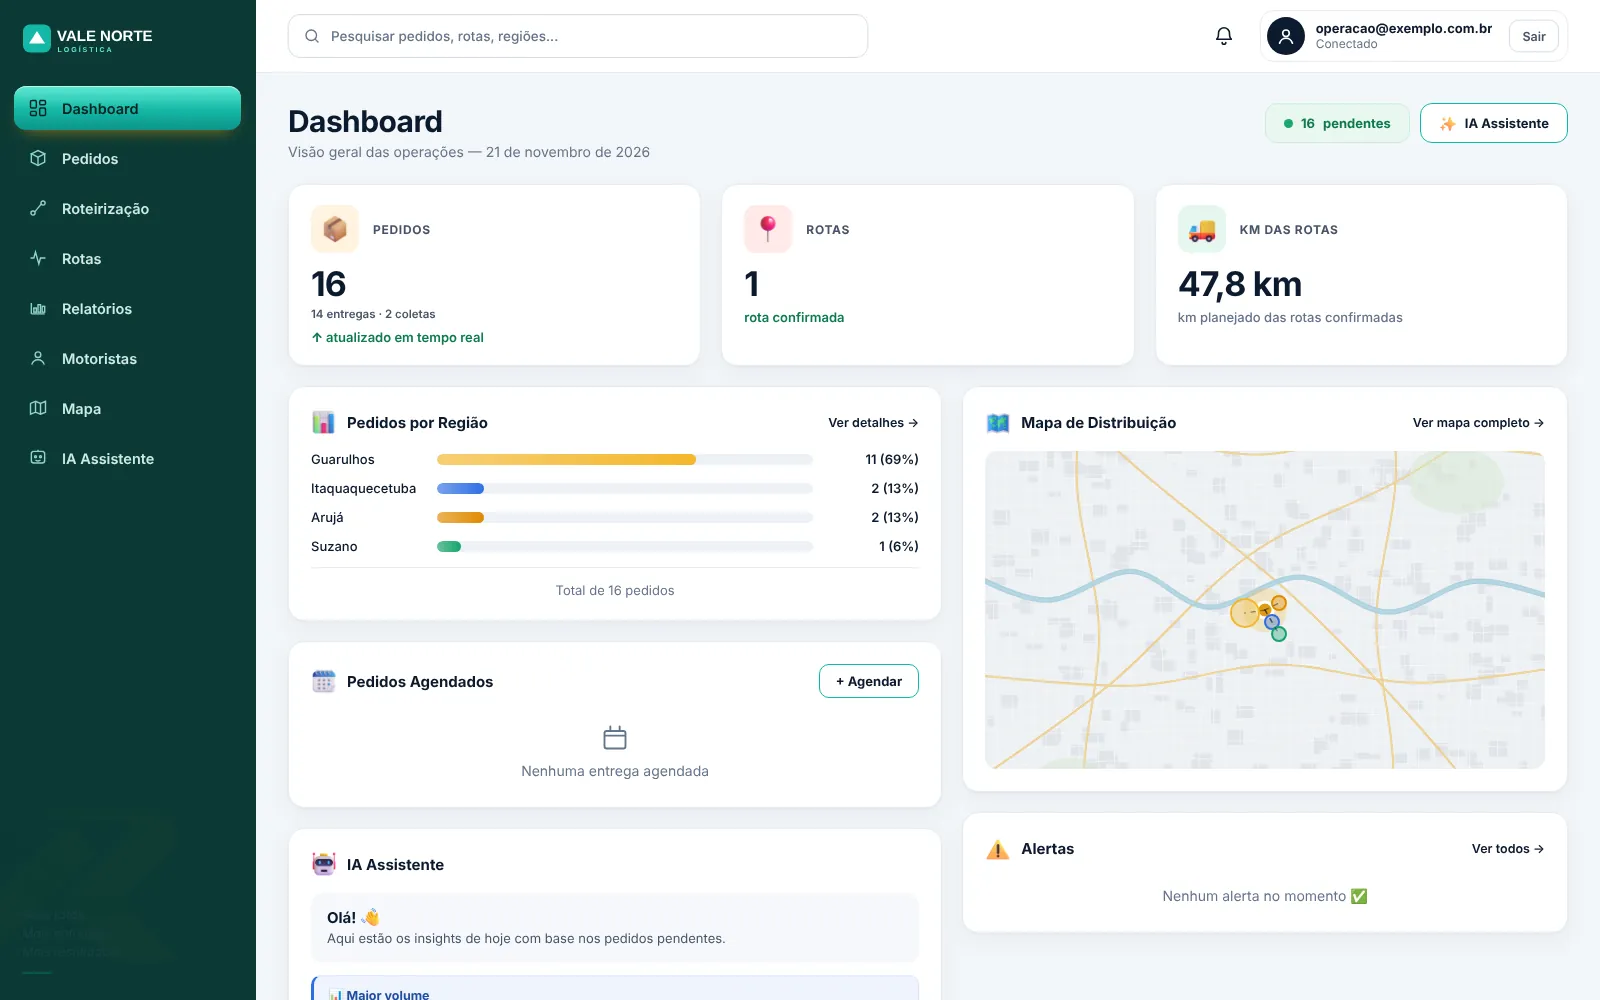 VALE NORTE
LOGÍSTICA
Dashboard
Pedidos
Roteirização
Rotas
Relatórios
Motoristas
Mapa
IA Assistente
Pesquisar pedidos, rotas, regiões...
operacao@exemplo.com.br
Conectado
Sair
Dashboard
Visão geral das operações — 21 de novembro de 2026
16 pendentes
IA Assistente
PEDIDOS
16
14 entregas · 2 coletas
↑ atualizado em tempo real
ROTAS
1
rota confirmada
KM DAS ROTAS
47,8 km
km planejado das rotas confirmadas
Pedidos por Região
Ver detalhes →
Guarulhos 11 (69%)
Itaquaquecetuba 2 (13%)
Arujá 2 (13%)
Suzano 1 (6%)
Total de 16 pedidos
Mapa de Distribuição
Ver mapa completo →
Pedidos Agendados
+ Agendar
Nenhuma entrega agendada
Alertas
Ver todos →
Nenhum alerta no momento ✅
IA Assistente
Olá! 👋
Aqui estão os insights de hoje com base nos pedidos pendentes.
📊 Maior volume